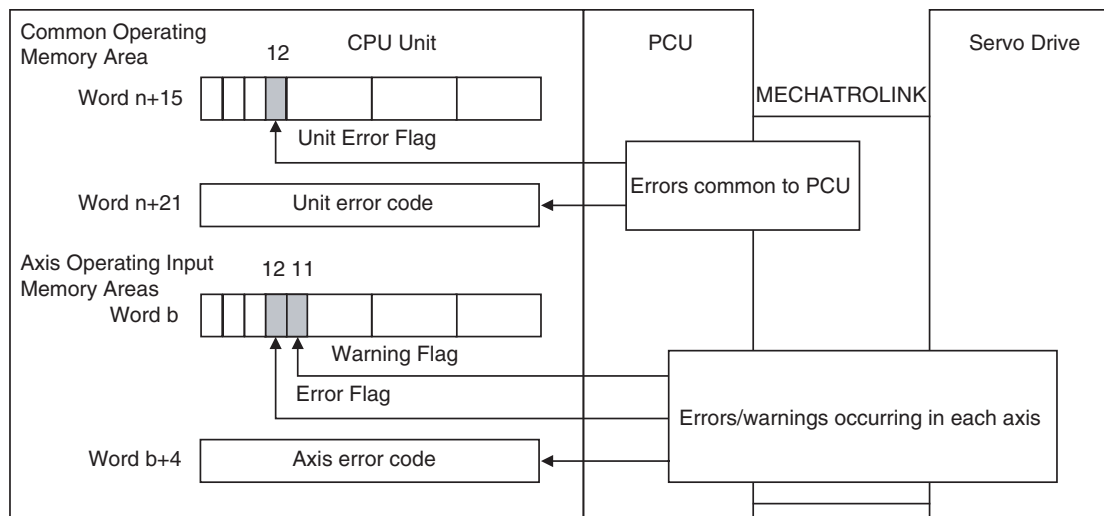 Common Operating
Memory Area
CPU Unit
PCU
Servo Drive
12
Word n+15
MECHATROLINK
Unit Error Flag
Errors common to PCU
Word n+21
Unit error code
Axis Operating Input
Memory Areas
12 11
Word b
Warning Flag
Error Flag
Errors/warnings occurring in each axis
Word b+4
Axis error code